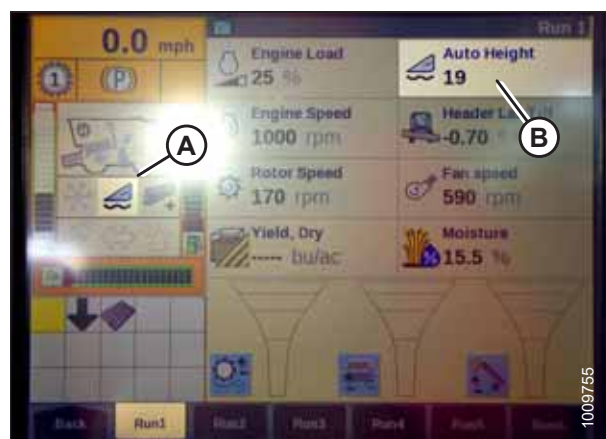 Run 1
0.0 mph
1
(P)
Engine Load
25 %
Auto Height
19
Engine Speed
1000 rpm
-0.70 °
Rotor Speed
170 rpm
Fan speed
590 rpm
Yield, Dry
----- bu/ac
Moisture
15.5 %
A
B
Back
Run1
Run2
Run3
Run4
1009755